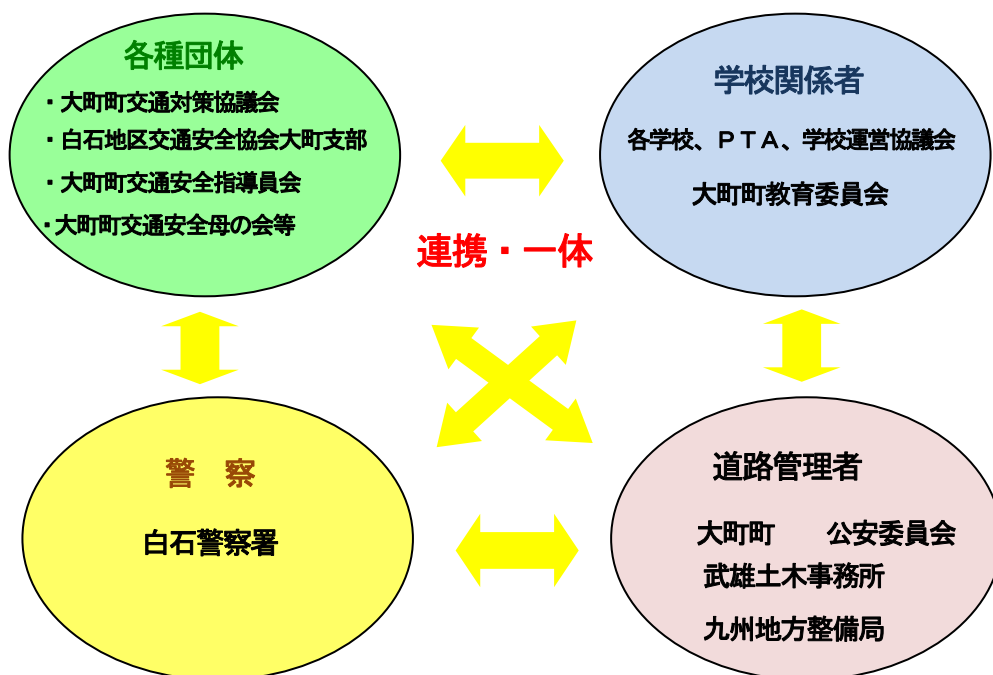 各種団体
・大町町交通対策協議会
・白石地区交通安全協会大町支部
・大町町交通安全指導員会
・大町町交通安全母の会等
学校関係者
各学校、ＰＴＡ、学校運営協議会
大町町教育委員会
連携・一体
警　察
白石警察署
道路管理者
大町町　　公安委員会
武雄土木事務所
九州地方整備局